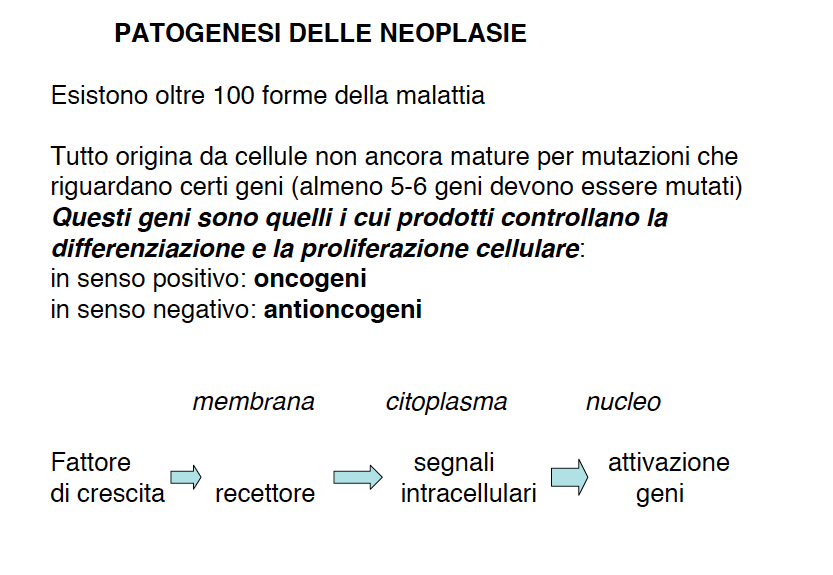 PATOGENESI DELLE NEOPLASIE
Esistono oltre 100 forme della malattia
Tutto origina da cellule non ancora mature per mutazioni che
riguardano certi geni (almeno 5-6 geni devono essere mutati)
Questi geni sono quelli i cui prodotti controllano la
differenziazione e la proliferazione cellulare:
in senso positivo: oncogeni
in senso negativo: antioncogeni
membrana citoplasma nucleo
Fattore segnali attivazione
di crescita recettore intracellulari geni